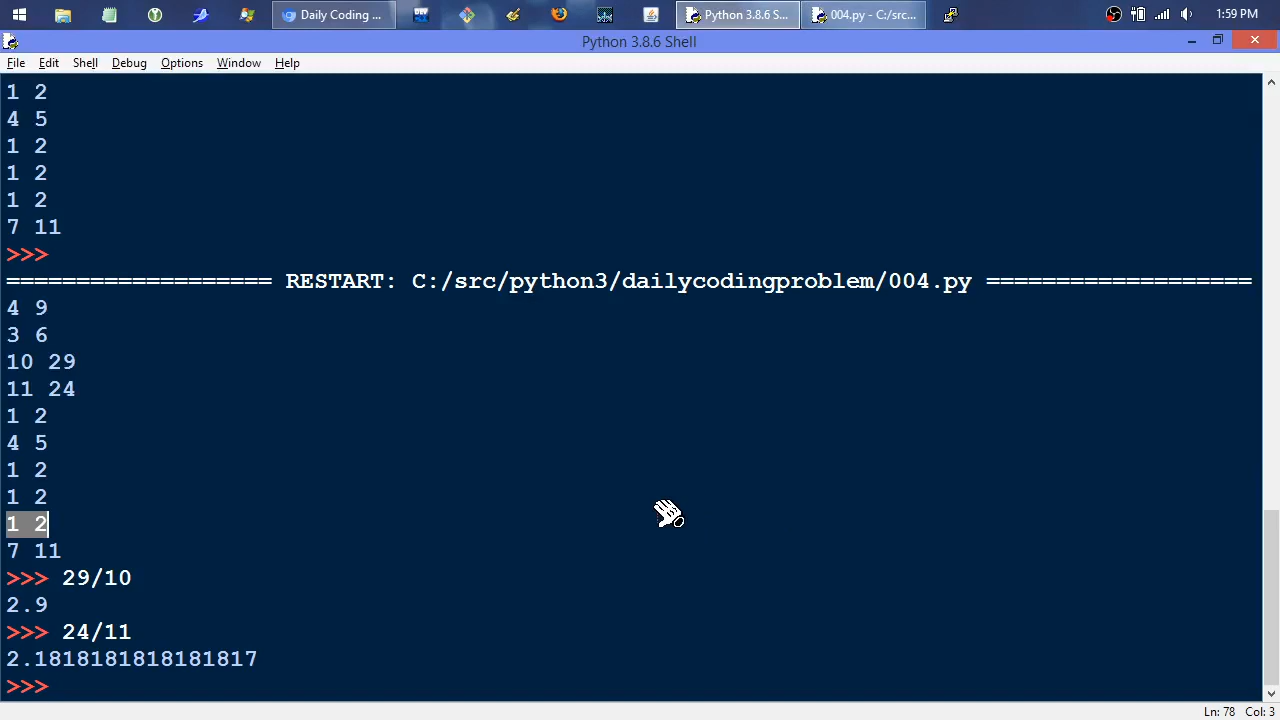 Daily Coding ...
Python 3.8.6 S...
004.py - C:/src...
1:59 PM
Python 3.8.6 Shell
File Edit Shell Debug Options Window Help
1 2
4 5
1 2
1 2
1 2
7 11
>>>
=================== RESTART: C:/src/python3/dailycodingproblem/004.py ===================
4 9
3 6
10 29
11 24
1 2
4 5
1 2
1 2
1 2
7 11
>>> 29/10
2.9
>>> 24/11
2.1818181818181817
>>>
Ln: 78 Col: 3